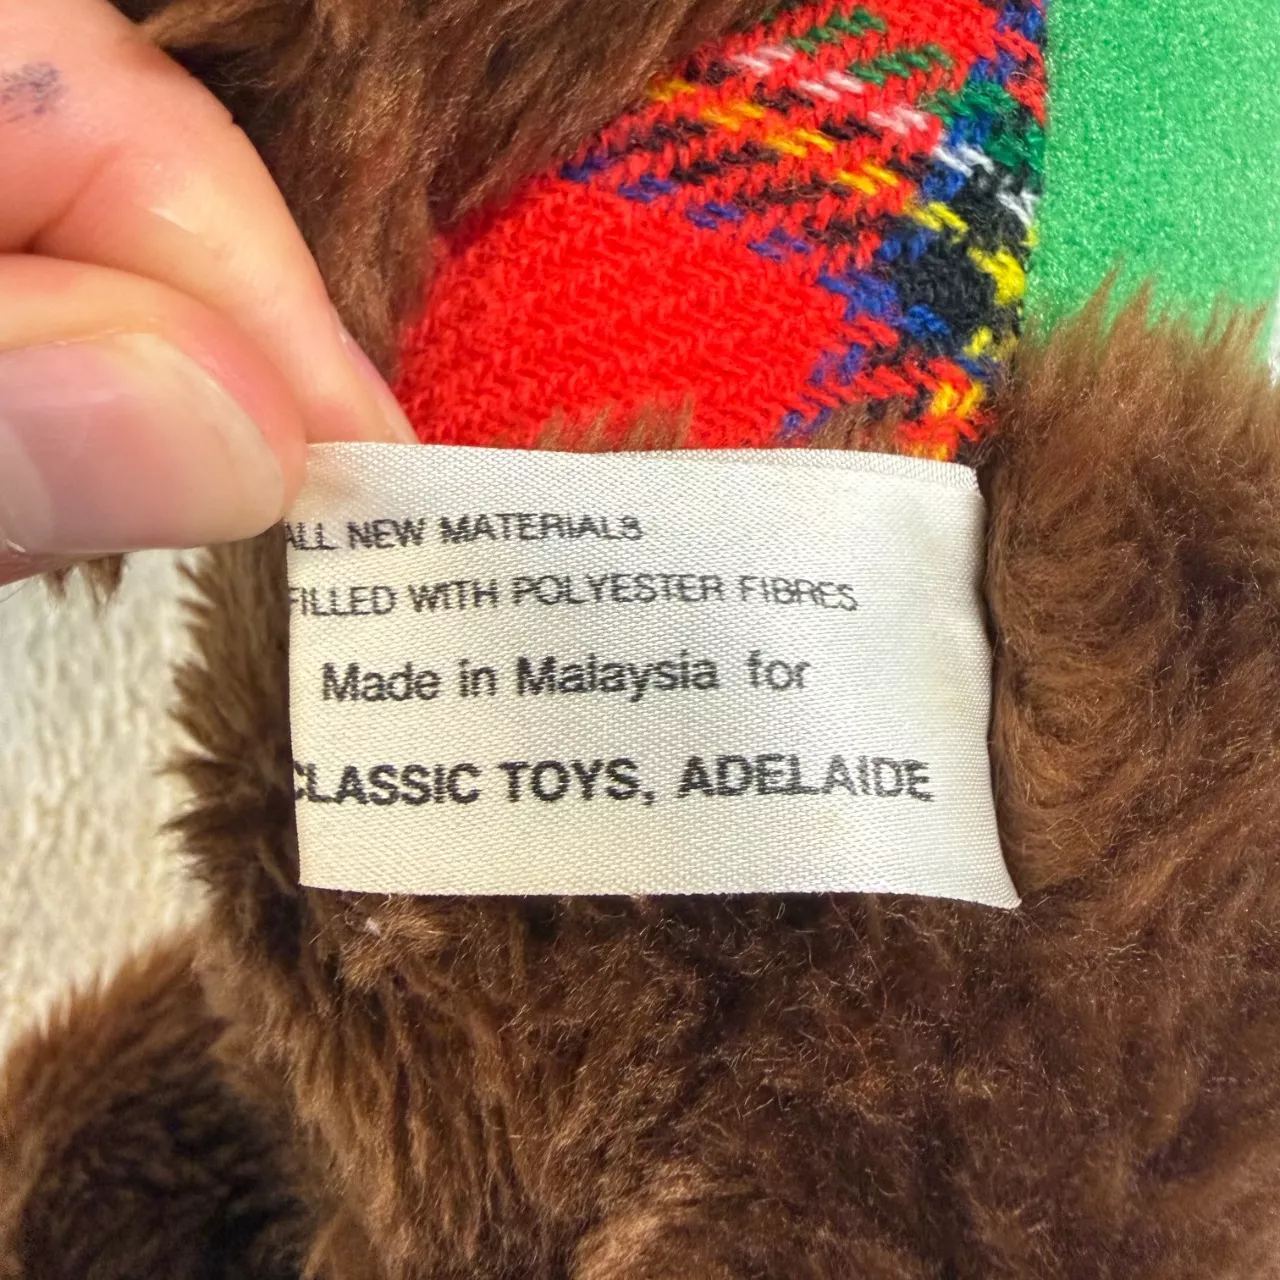 ALL NEW MATERIALS
FILLED WITH POLYESTER FIBRES
Made in Malaysia for
CLASSIC TOYS, ADELAIDE